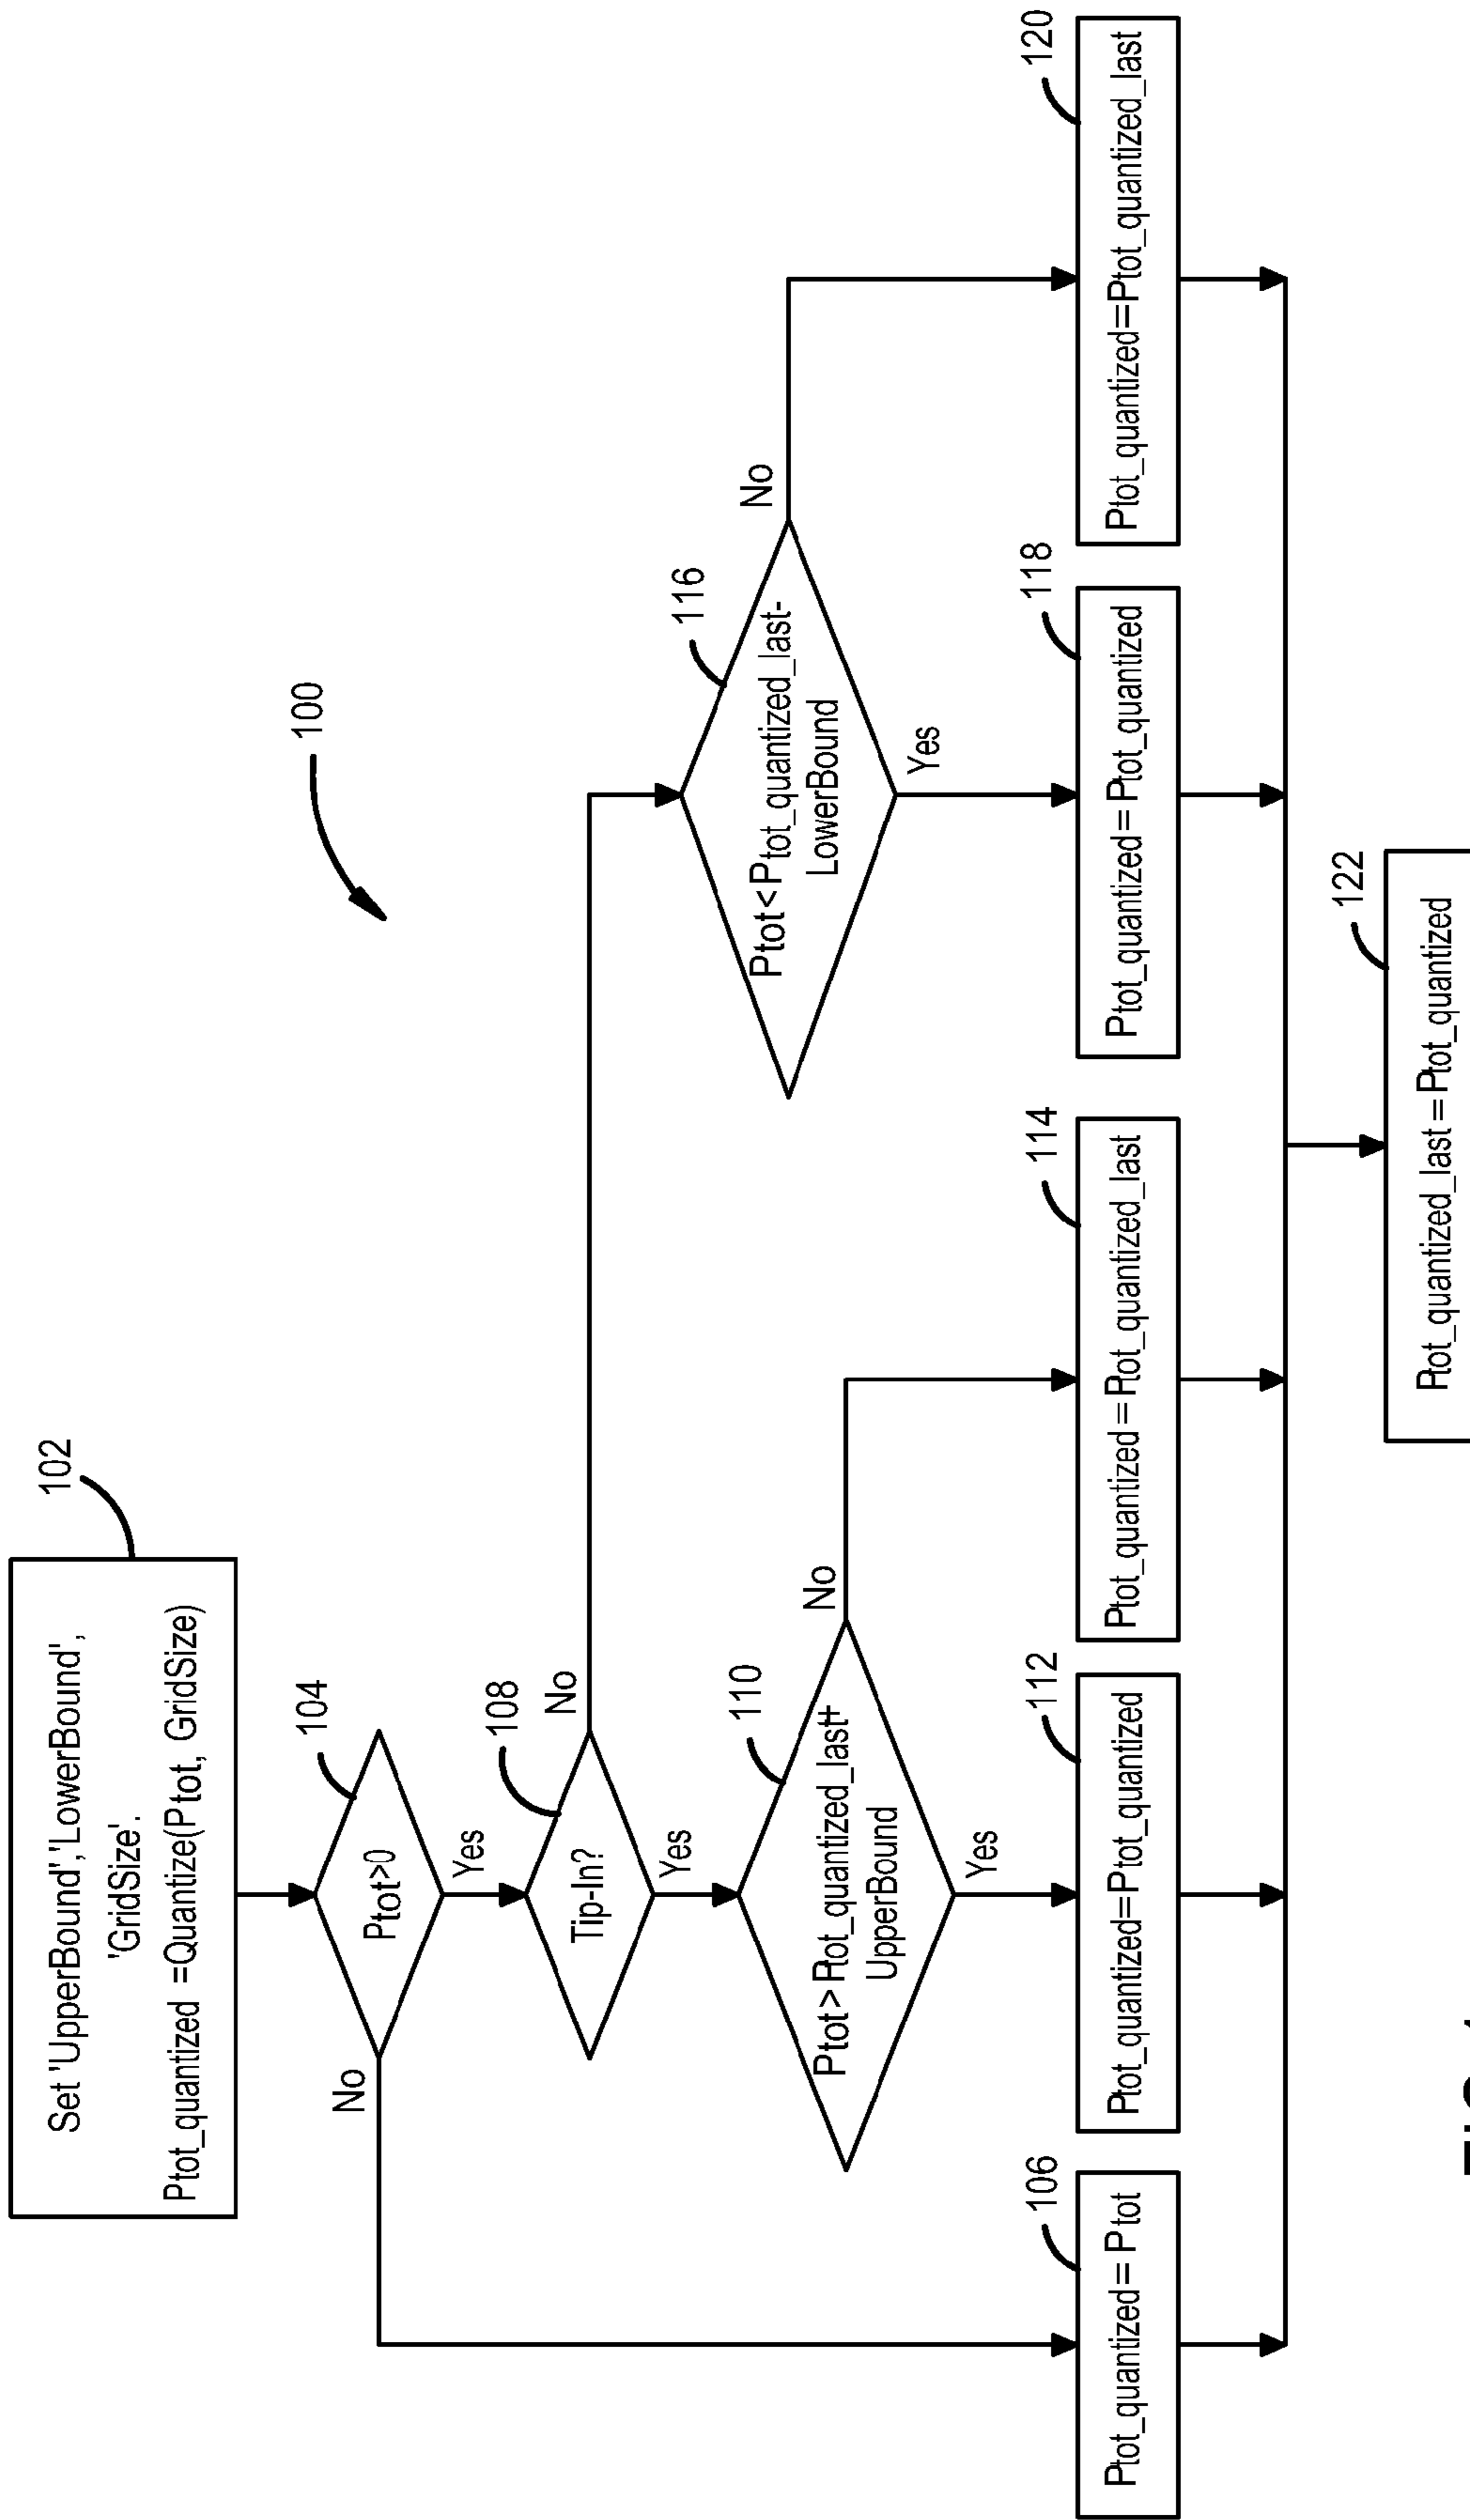 100
102
Set 'UpperBound','LowerBound',
'GridSize'.
Ptot_quantized =Quantize(Ptot, GridSize)
104
Ptot>0
No
Yes
108
Tip-In?
No
Yes
110
Ptot>Ptot_quantized_last+
UpperBound
No
Yes
116
Ptot<Ptot_quantized_last-
LowerBound
No
Yes
106
Ptot_quantized=Ptot
112
Ptot_quantized=Ptot_quantized
114
Ptot_quantized=Ptot_quantized_last
118
Ptot_quantized=Ptot_quantized
120
Ptot_quantized=Ptot_quantized_last
122
Ptot_quantized_last=Ptot_quantized